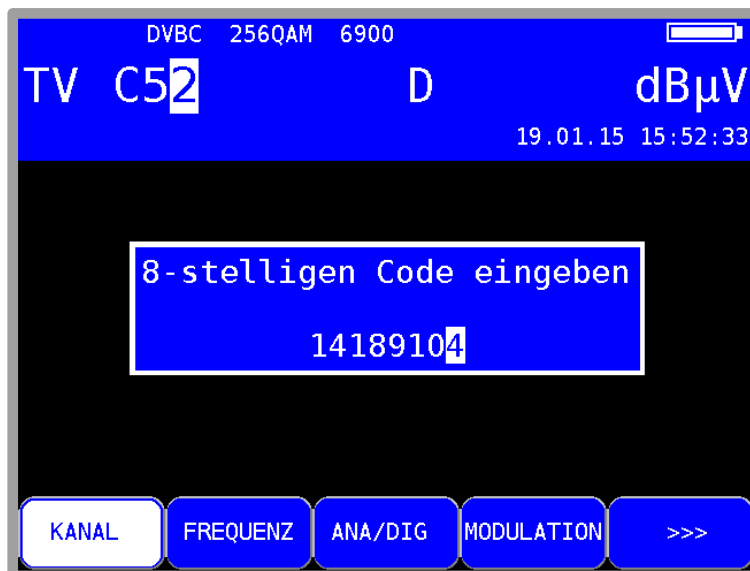 DVBC 256QAM 6900
TV C52 D dBµV
19.01.15 15:52:33
8-stelligen Code eingeben
14189104
KANAL FREQUENZ ANA/DIG MODULATION >>>